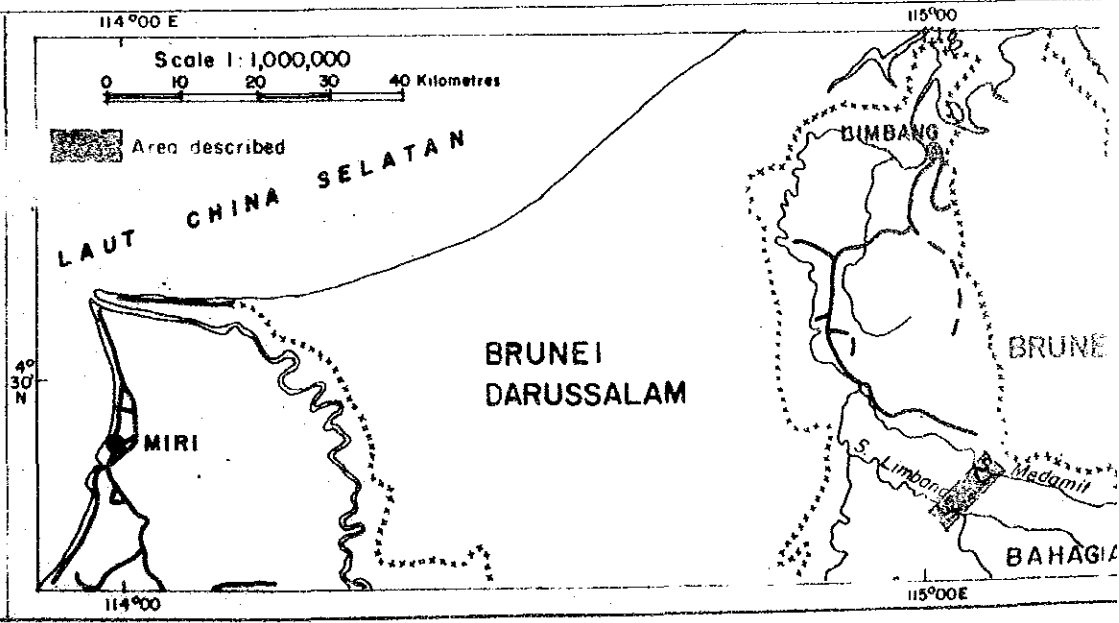 114°00 E
115°00
Scale 1:1,000,000
0 10 20 30 40 Kilometres
Area described
LAUT CHINA SELATAN
LIMBANG
BRUNEI
DARUSSALAM
BRUNE
4°
30'
N
MIRI
S. Limbang
Medamit
BAHAGIA
114°00
115°00E